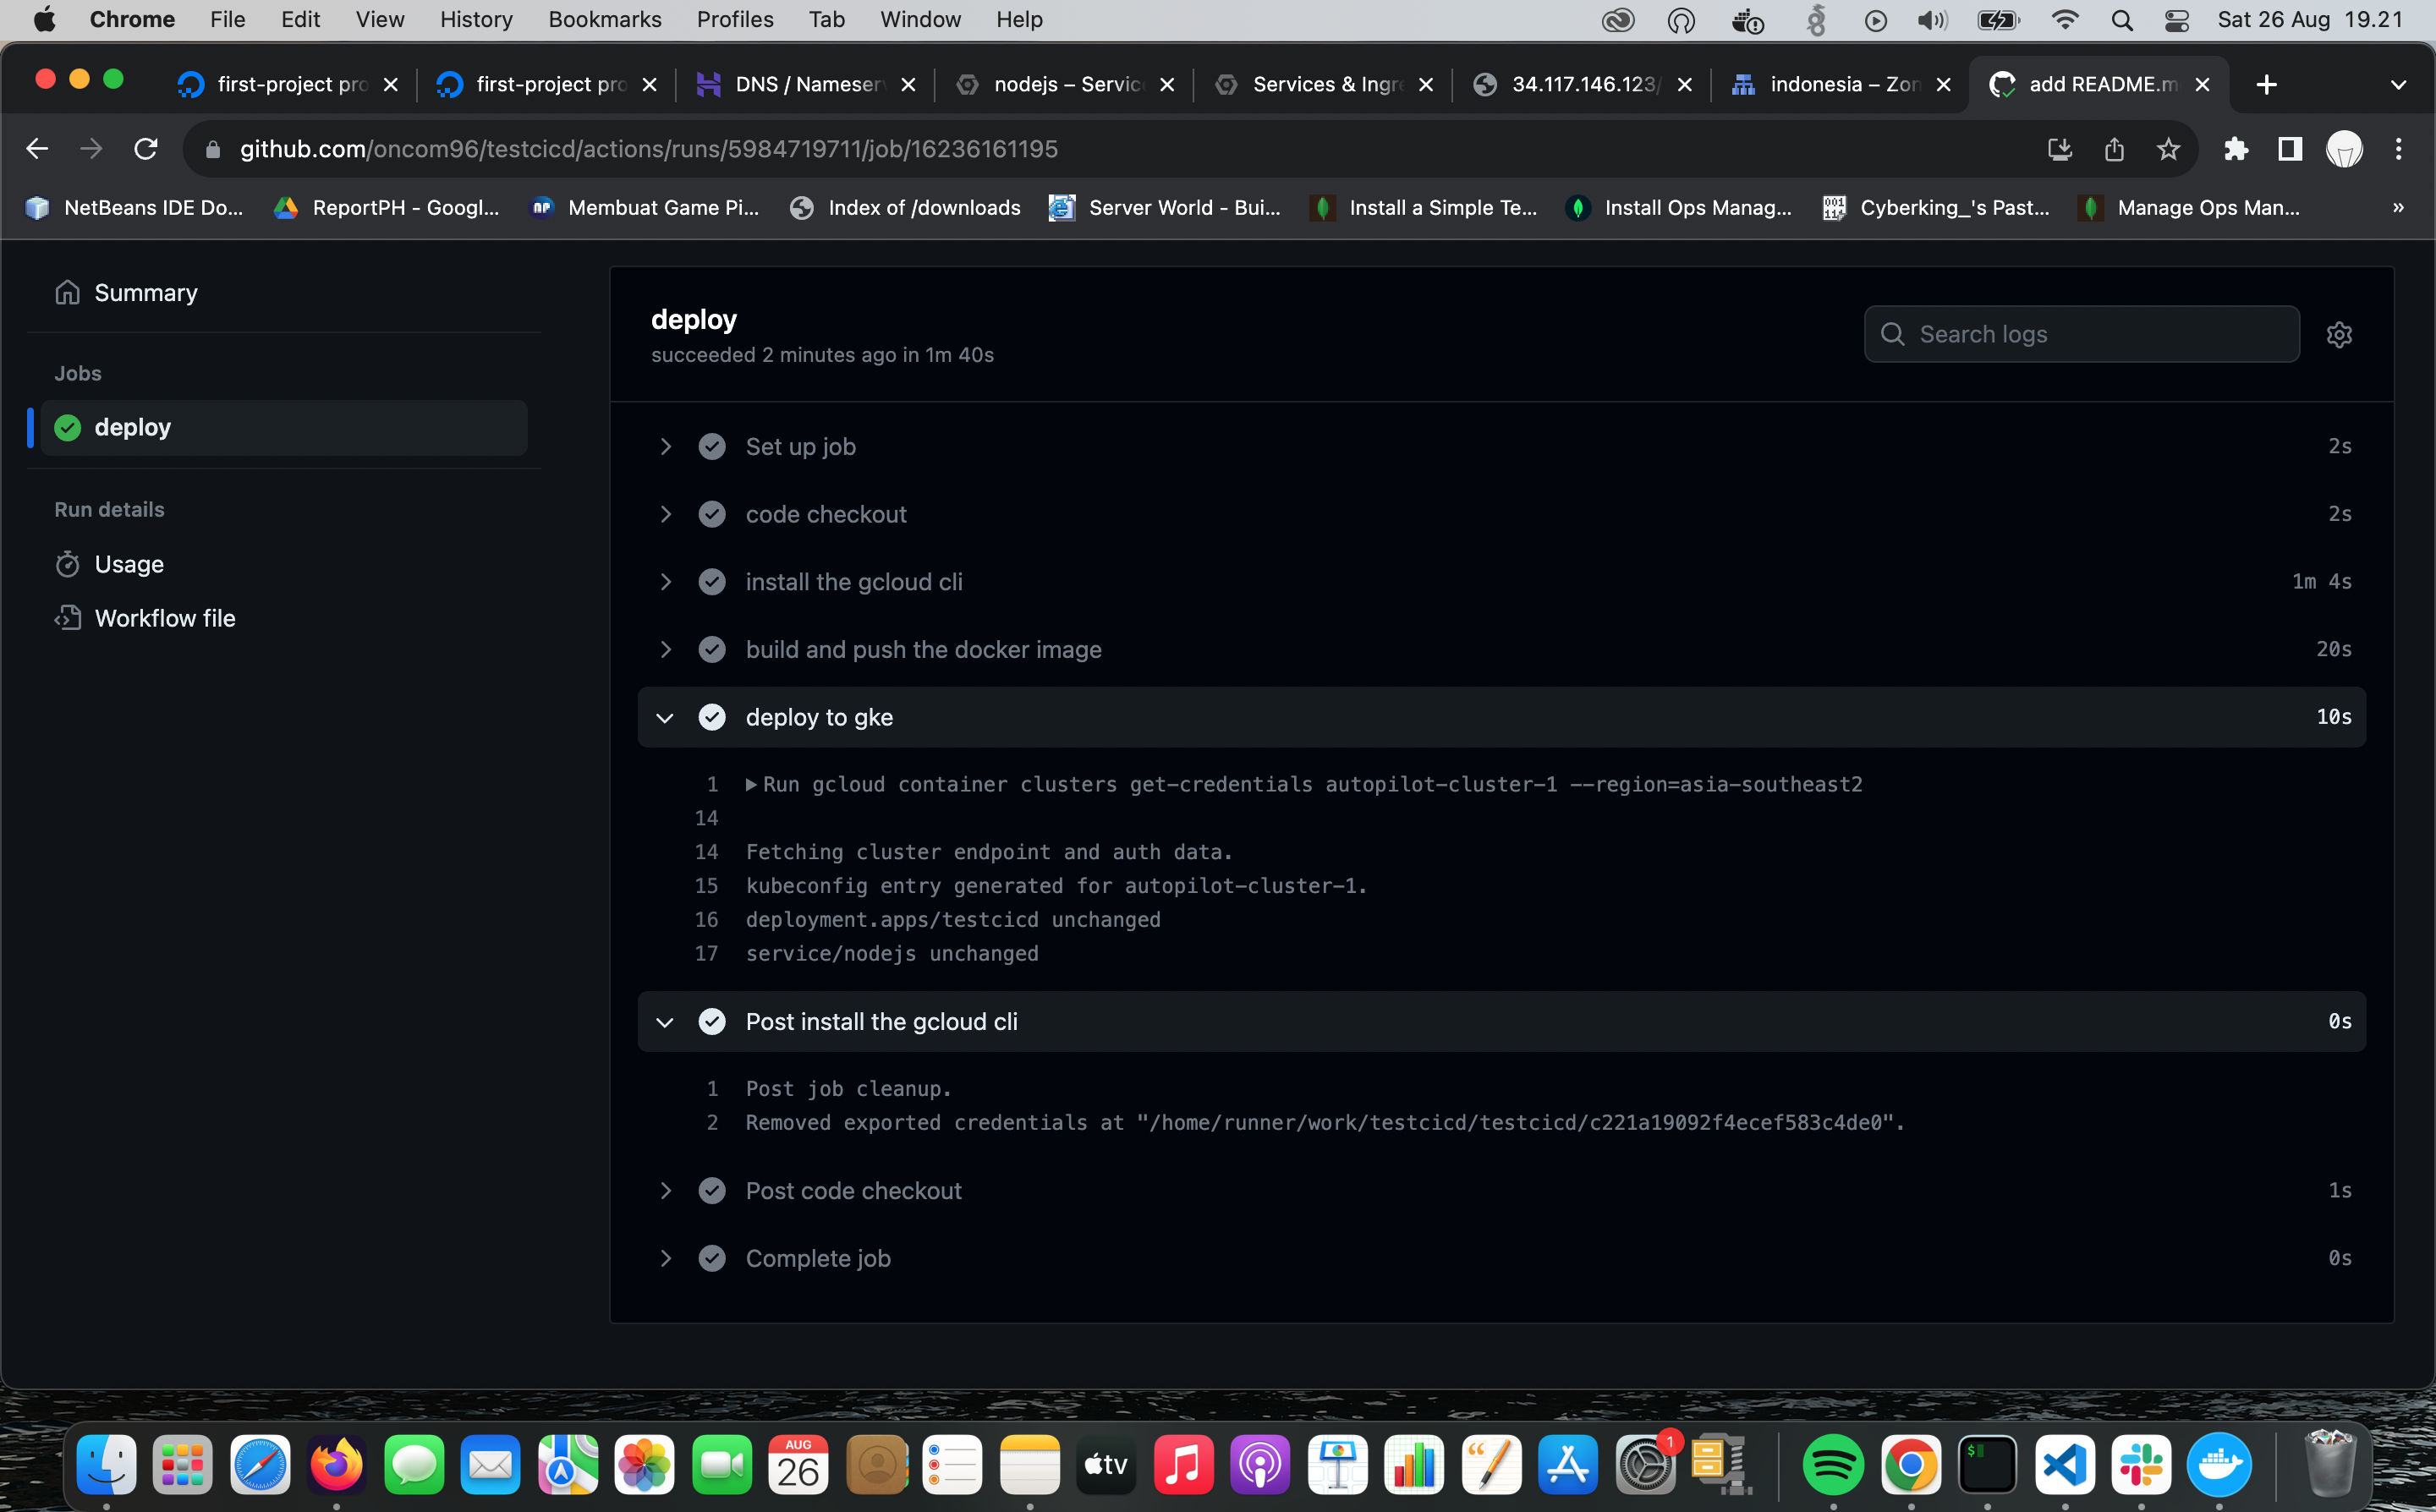 Chrome File Edit View History Bookmarks Profiles Tab Window Help Sat 26 Aug 19.21
first-project pro first-project pro DNS / Nameser nodejs – Servic Services & Ingre 34.117.146.123/ indonesia – Zon add README.m
github.com/oncom96/testcicd/actions/runs/5984719711/job/16236161195
NetBeans IDE Do... ReportPH - Googl... Membuat Game Pi... Index of /downloads Server World - Bui... Install a Simple Te... Install Ops Manag... Cyberking_'s Past... Manage Ops Man... »
Summary
Jobs
deploy
Run details
Usage
Workflow file
deploy
succeeded 2 minutes ago in 1m 40s
Search logs
Set up job 2s
code checkout 2s
install the gcloud cli 1m 4s
build and push the docker image 20s
deploy to gke 10s
1 Run gcloud container clusters get-credentials autopilot-cluster-1 --region=asia-southeast2
14
14 Fetching cluster endpoint and auth data.
15 kubeconfig entry generated for autopilot-cluster-1.
16 deployment.apps/testcicd unchanged
17 service/nodejs unchanged
Post install the gcloud cli 0s
1 Post job cleanup.
2 Removed exported credentials at "/home/runner/work/testcicd/testcicd/c221a19092f4ecef583c4de0".
Post code checkout 1s
Complete job 0s
AUG
26
tv
1
$